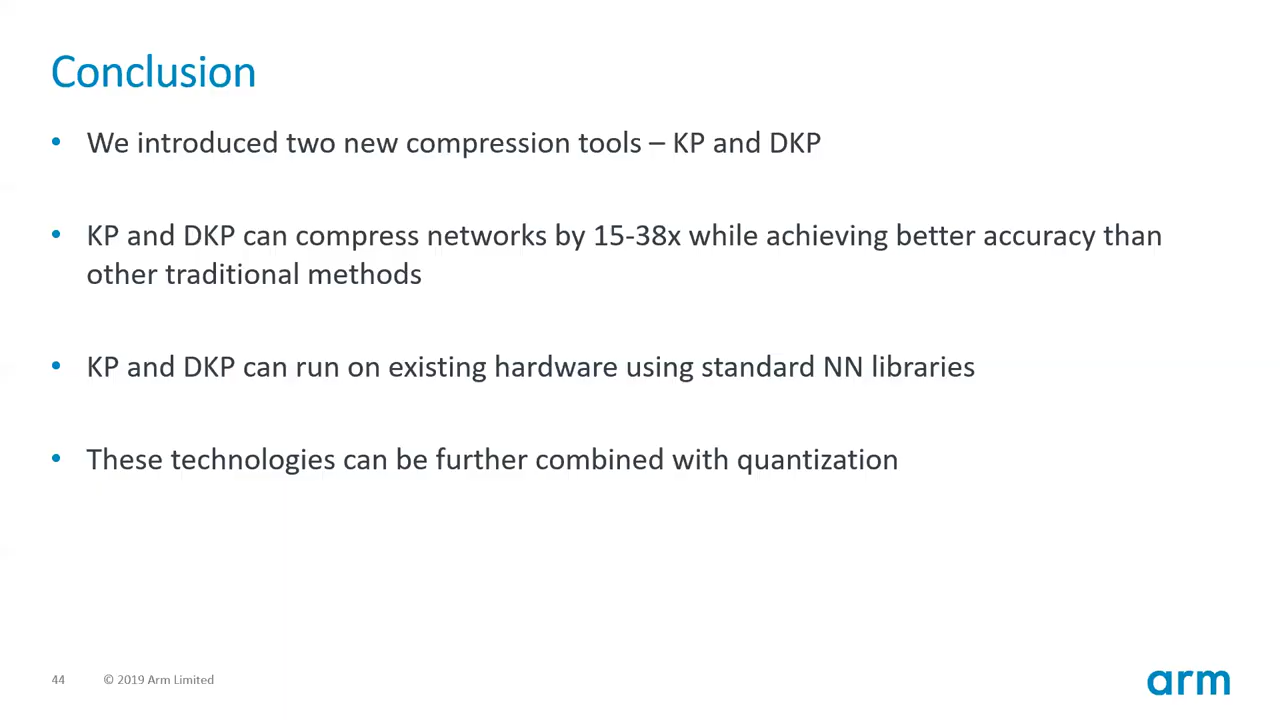 Conclusion
• We introduced two new compression tools – KP and DKP
• KP and DKP can compress networks by 15-38x while achieving better accuracy than
other traditional methods
• KP and DKP can run on existing hardware using standard NN libraries
• These technologies can be further combined with quantization
44 © 2019 Arm Limited
arm